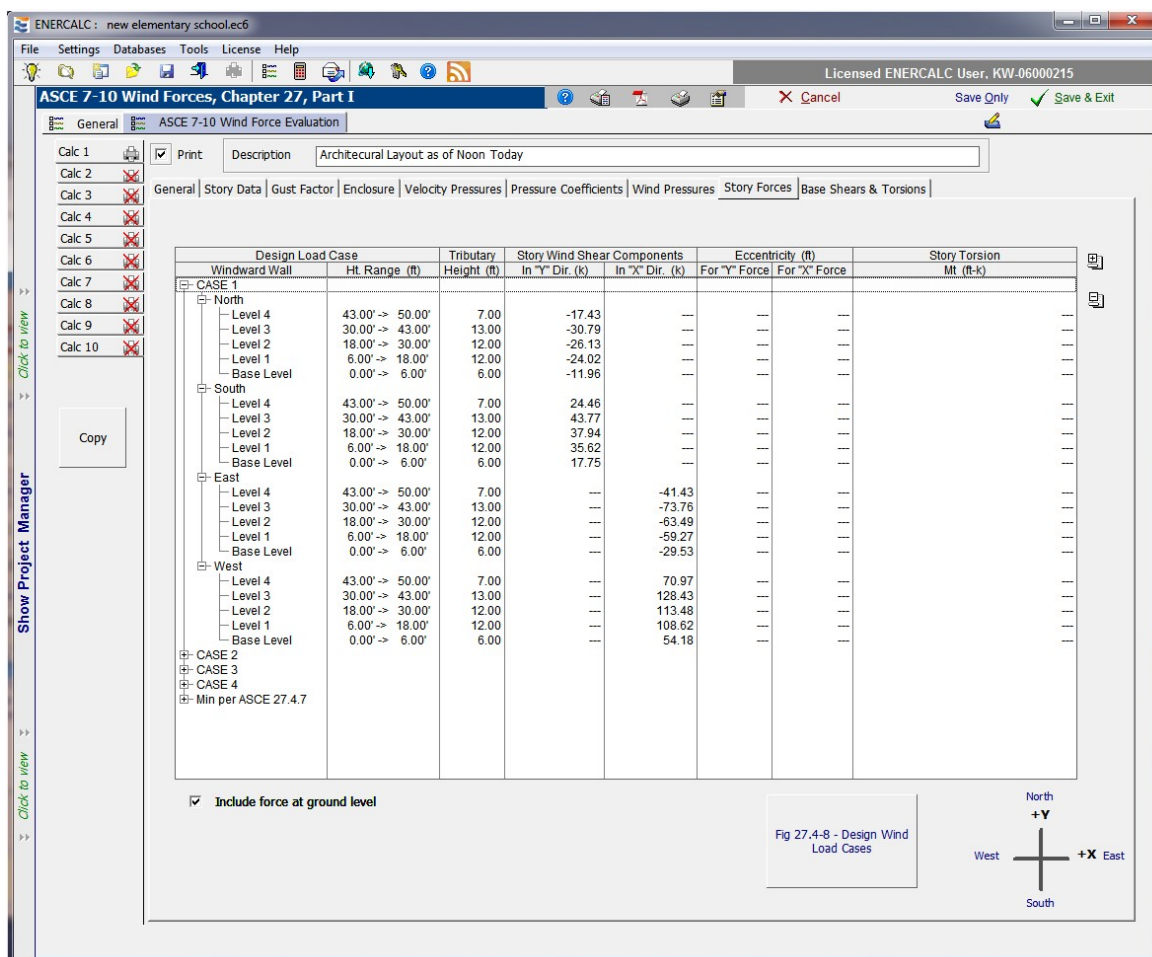 ENERCALC : new elementary school.ec6
File Settings Databases Tools License Help
Licensed ENERCALC User, KW-06000215
ASCE 7-10 Wind Forces, Chapter 27, Part I
Cancel Save Only Save & Exit
General ASCE 7-10 Wind Force Evaluation
Calc 1
Calc 2
Calc 3
Calc 4
Calc 5
Calc 6
Calc 7
Calc 8
Calc 9
Calc 10
Copy
Click to view
Show Project Manager
Click to view
Print Description Architecural Layout as of Noon Today
General Story Data Gust Factor Enclosure Velocity Pressures Pressure Coefficients Wind Pressures Story Forces Base Shears & Torsions
Design Load Case Tributary Story Wind Shear Components Eccentricity (ft) Story Torsion
Windward Wall Ht. Range (ft) Height (ft) In "Y" Dir. (k) In "X" Dir. (k) For "Y" Force For "X" Force Mt (ft-k)
CASE 1
North
Level 4 43.00' -> 50.00' 7.00 -17.43 --- --- --- ---
Level 3 30.00' -> 43.00' 13.00 -30.79 --- --- --- ---
Level 2 18.00' -> 30.00' 12.00 -26.13 --- --- --- ---
Level 1 6.00' -> 18.00' 12.00 -24.02 --- --- --- ---
Base Level 0.00' -> 6.00' 6.00 -11.96 --- --- --- ---
South
Level 4 43.00' -> 50.00' 7.00 24.46 --- --- --- ---
Level 3 30.00' -> 43.00' 13.00 43.77 --- --- --- ---
Level 2 18.00' -> 30.00' 12.00 37.94 --- --- --- ---
Level 1 6.00' -> 18.00' 12.00 35.62 --- --- --- ---
Base Level 0.00' -> 6.00' 6.00 17.75 --- --- --- ---
East
Level 4 43.00' -> 50.00' 7.00 --- -41.43 --- --- ---
Level 3 30.00' -> 43.00' 13.00 --- -73.76 --- --- ---
Level 2 18.00' -> 30.00' 12.00 --- -63.49 --- --- ---
Level 1 6.00' -> 18.00' 12.00 --- -59.27 --- --- ---
Base Level 0.00' -> 6.00' 6.00 --- -29.53 --- --- ---
West
Level 4 43.00' -> 50.00' 7.00 --- 70.97 --- --- ---
Level 3 30.00' -> 43.00' 13.00 --- 128.43 --- --- ---
Level 2 18.00' -> 30.00' 12.00 --- 113.48 --- --- ---
Level 1 6.00' -> 18.00' 12.00 --- 108.62 --- --- ---
Base Level 0.00' -> 6.00' 6.00 --- 54.18 --- --- ---
CASE 2
CASE 3
CASE 4
Min per ASCE 27.4.7
Include force at ground level
Fig 27.4-8 - Design Wind
Load Cases
North
+Y
West +X East
South